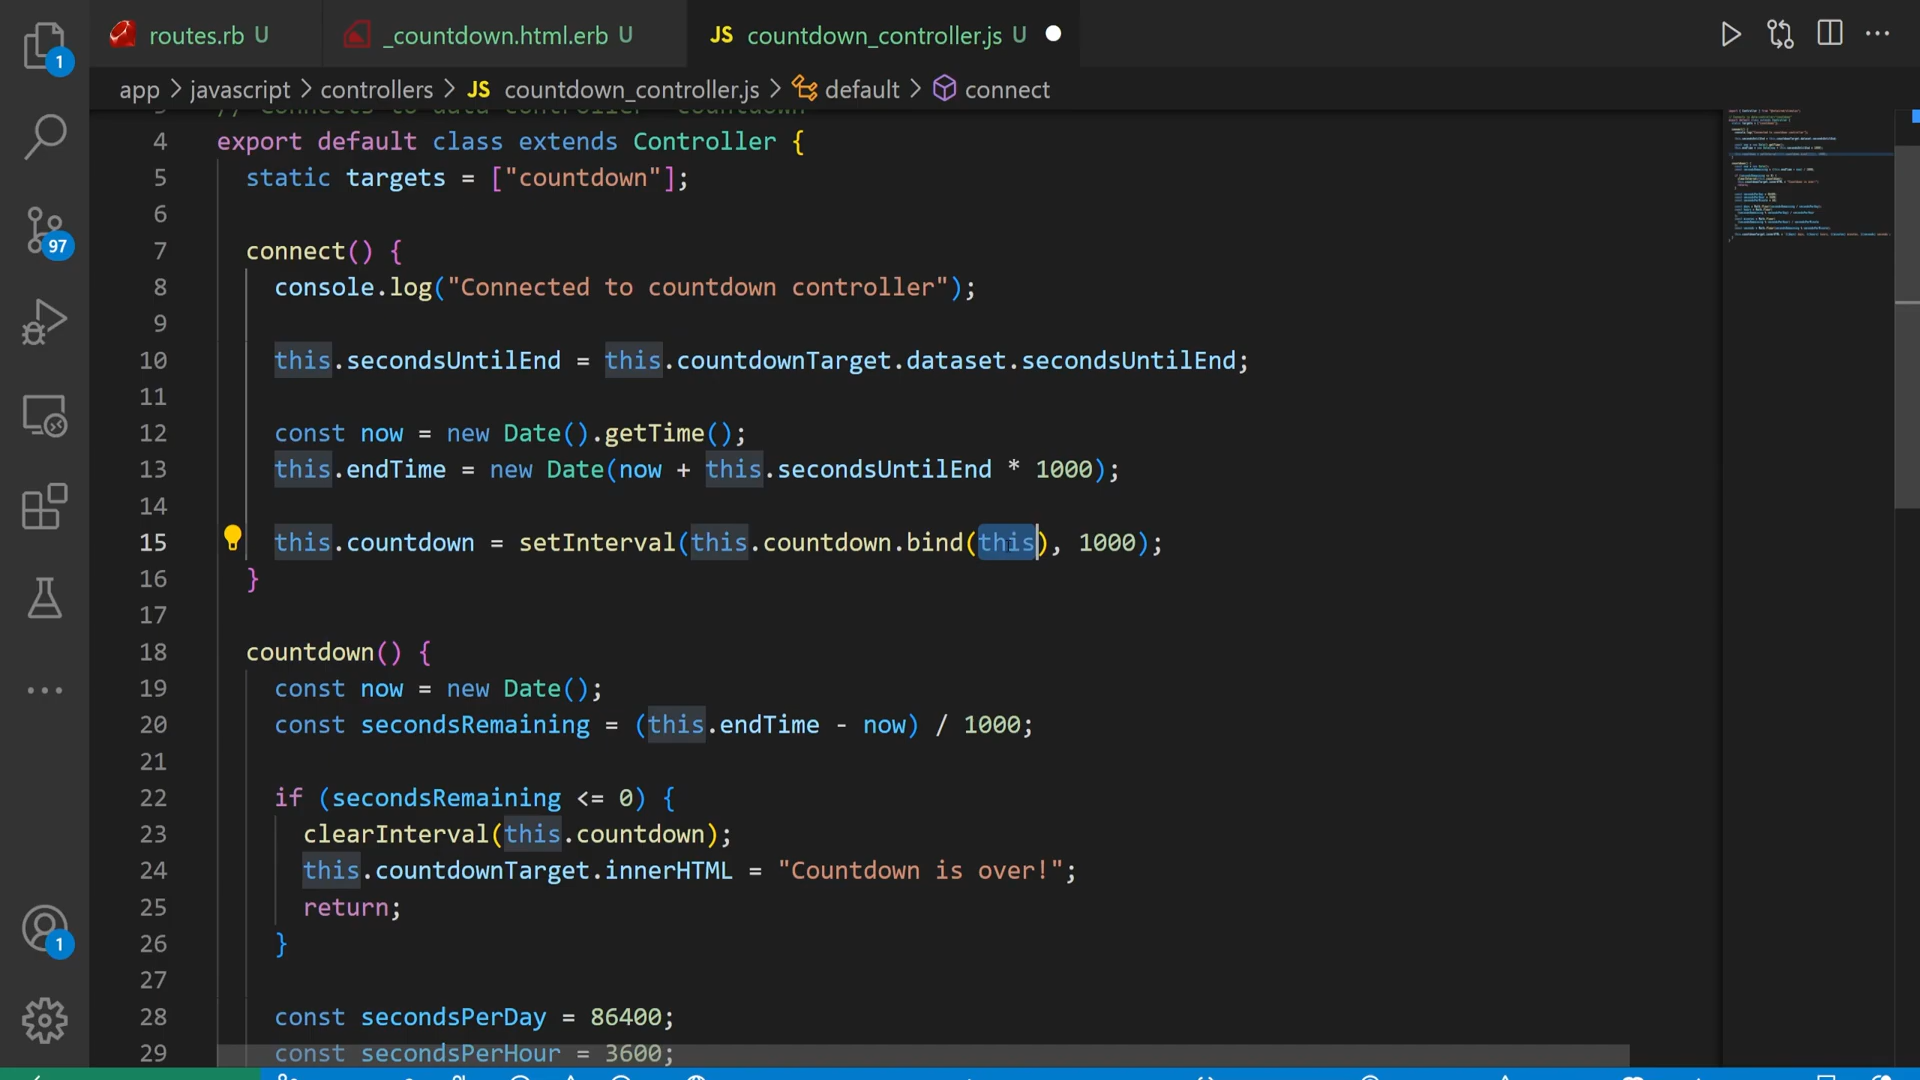 routes.rb U
_countdown.html.erb U
JS countdown_controller.js U
app > javascript > controllers > JS countdown_controller.js > default > connect
4 export default class extends Controller {
5 static targets = ["countdown"];
6
7 connect() {
8 console.log("Connected to countdown controller");
9
10 this.secondsUntilEnd = this.countdownTarget.dataset.secondsUntilEnd;
11
12 const now = new Date().getTime();
13 this.endTime = new Date(now + this.secondsUntilEnd * 1000);
14
15 this.countdown = setInterval(this.countdown.bind(this), 1000);
16 }
17
18 countdown() {
19 const now = new Date();
20 const secondsRemaining = (this.endTime - now) / 1000;
21
22 if (secondsRemaining <= 0) {
23 clearInterval(this.countdown);
24 this.countdownTarget.innerHTML = "Countdown is over!";
25 return;
26 }
27
28 const secondsPerDay = 86400;
29 const secondsPerHour = 3600;
1
97
1